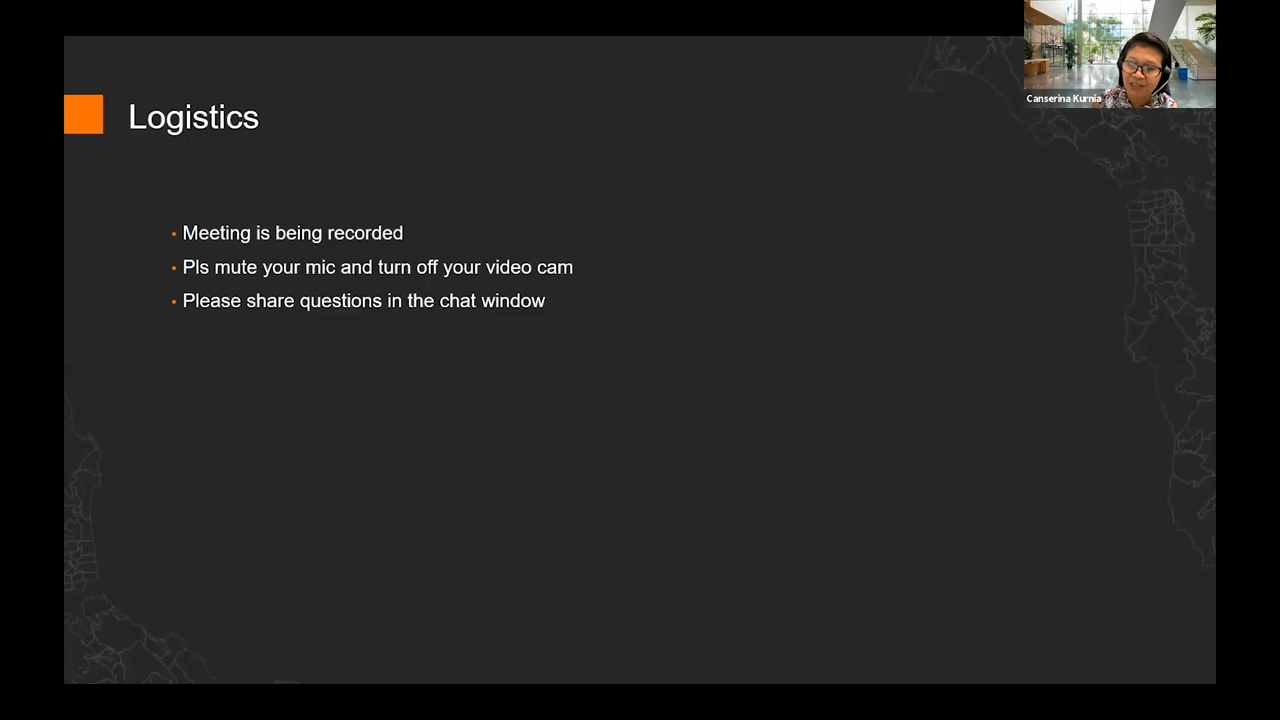 Canserina Kurnia
Logistics
Meeting is being recorded
Pls mute your mic and turn off your video cam
Please share questions in the chat window